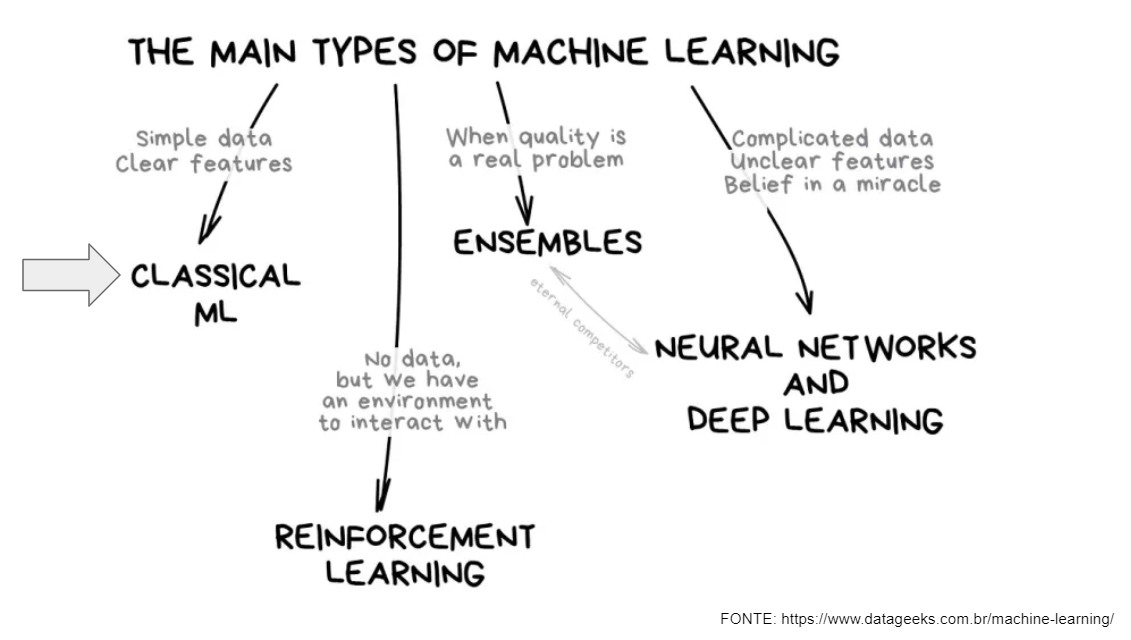 THE MAIN TYPES OF MACHINE LEARNING
Simple data
Clear features
CLASSICAL
ML
When quality is
a real problem
ENSEMBLES
Complicated data
Unclear features
Belief in a miracle
eternal competitors
NEURAL NETWORKS
AND
DEEP LEARNING
No data,
but we have
an environment
to interact with
REINFORCEMENT
LEARNING
FONTE: https://www.datageeks.com.br/machine-learning/